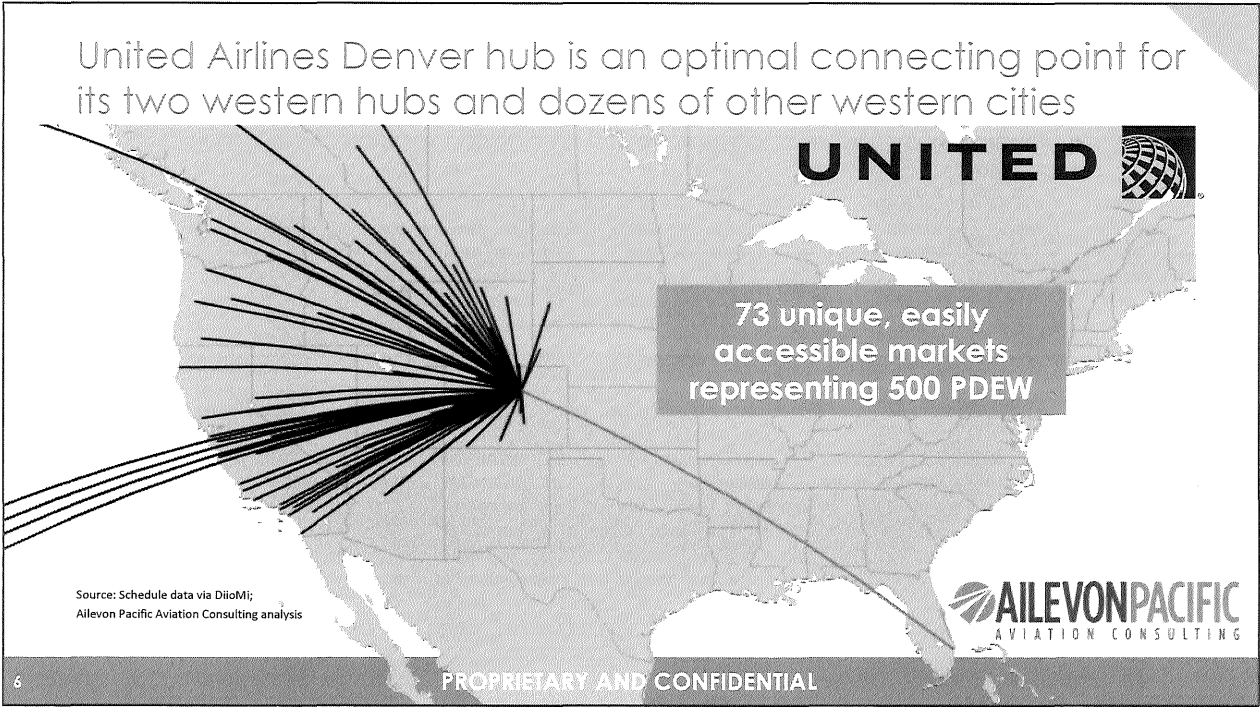 United Airlines Denver hub is an optimal connecting point for
its two western hubs and dozens of other western cities
UNITED
73 unique, easily
accessible markets
representing 500 PDEW
Source: Schedule data via DiioMi;
Ailevon Pacific Aviation Consulting analysis
AILEVONPACIFIC
AVIATION CONSULTING
6
PROPRIETARY AND CONFIDENTIAL